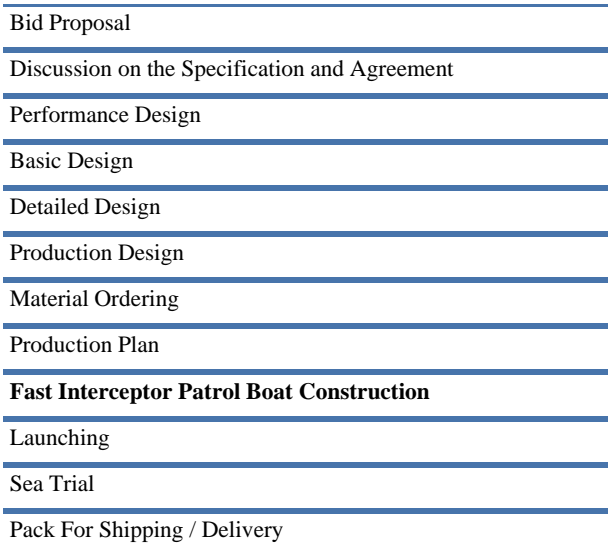 Bid Proposal
Discussion on the Specification and Agreement
Performance Design
Basic Design
Detailed Design
Production Design
Material Ordering
Production Plan
Fast Interceptor Patrol Boat Construction
Launching
Sea Trial
Pack For Shipping / Delivery